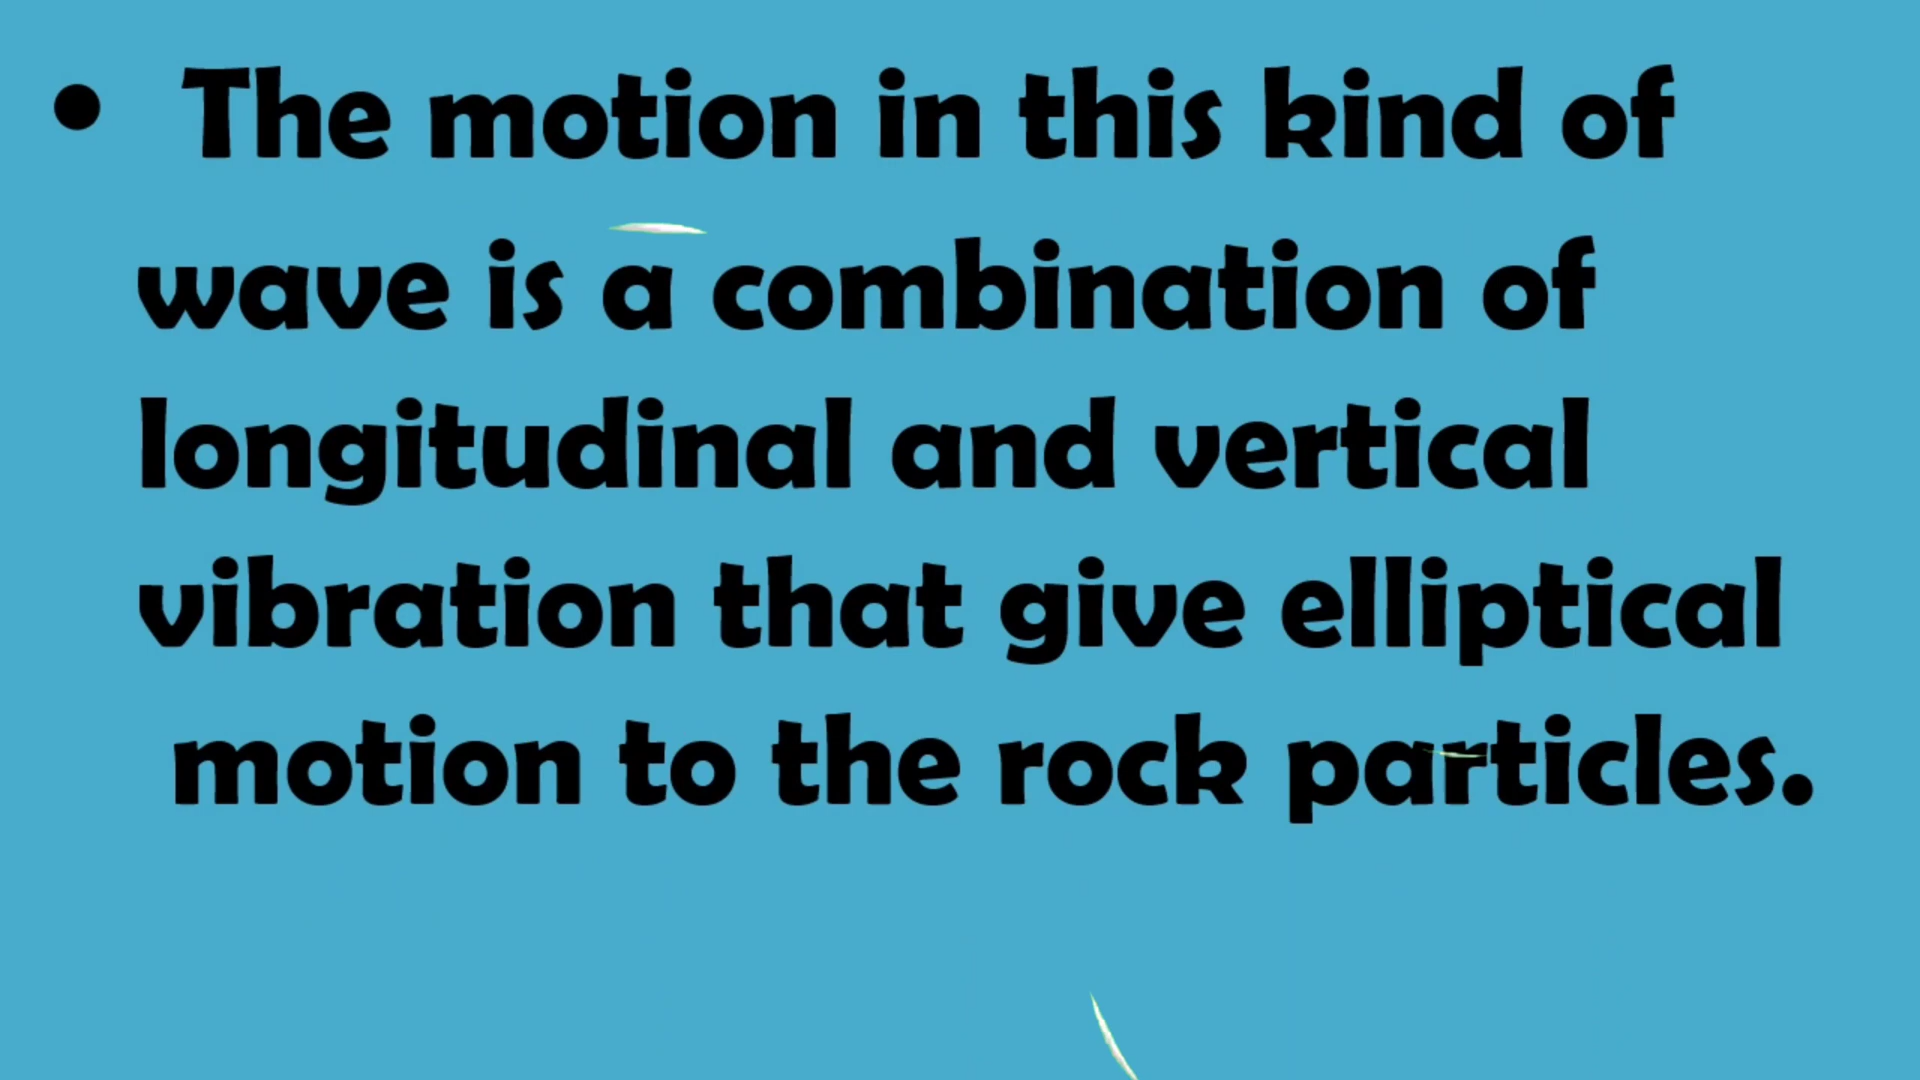 • The motion in this kind of
wave is a combination of
longitudinal and vertical
vibration that give elliptical
motion to the rock particles.